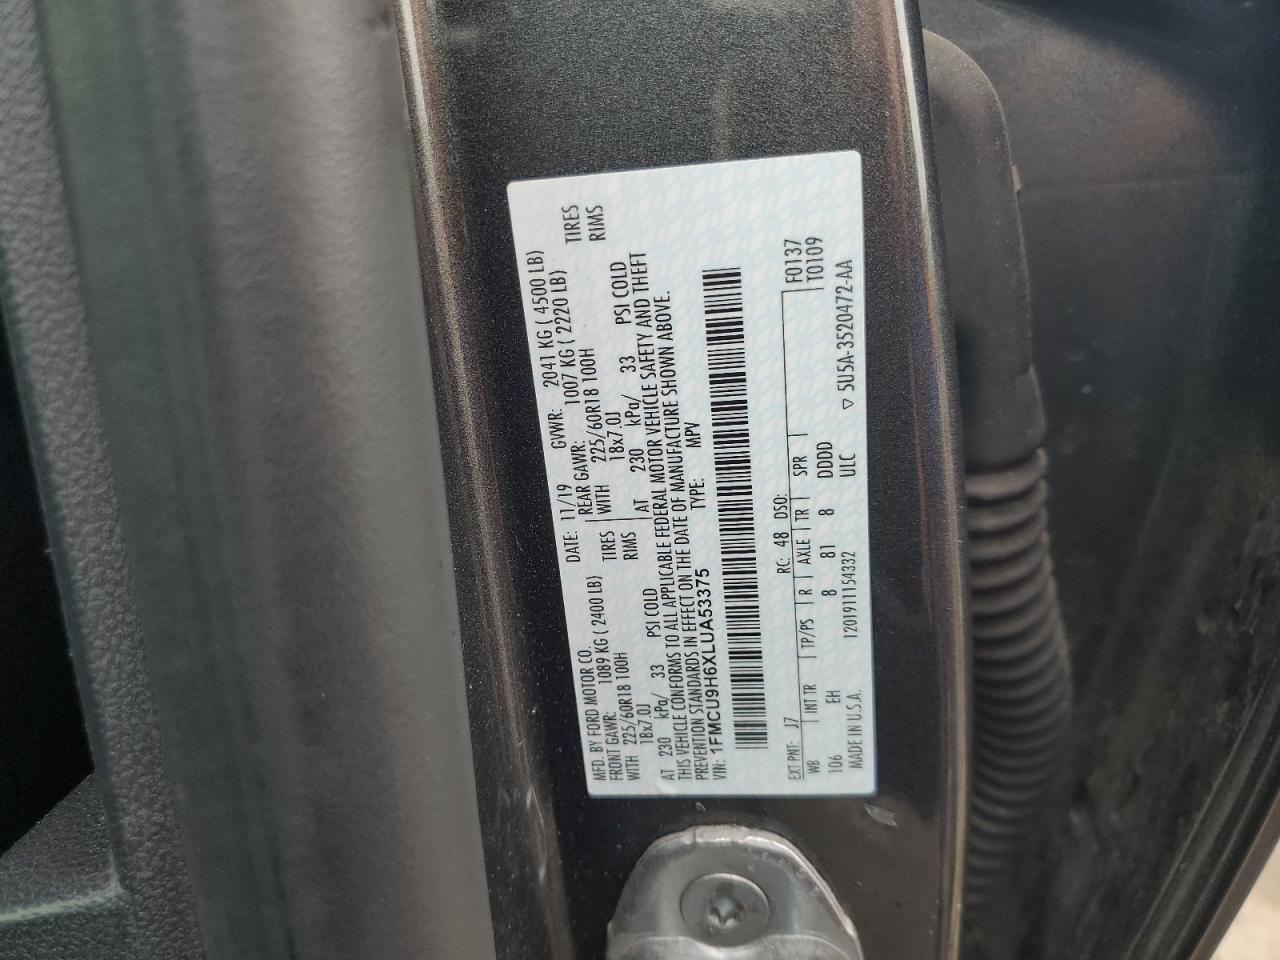 MFD. BY FORD MOTOR CO.
DATE: 11/19 GVWR: 2041 KG ( 4500 LB)
FRONT GAWR: 1089 KG ( 2400 LB) REAR GAWR: 1007 KG ( 2220 LB)
WITH 225/60R18 100H TIRES WITH 225/60R18 100H TIRES
18x7.0J RIMS 18x7.0J RIMS
AT 230 kPa/ 33 PSI COLD AT 230 kPa/ 33 PSI COLD
THIS VEHICLE CONFORMS TO ALL APPLICABLE FEDERAL MOTOR VEHICLE SAFETY AND THEFT
PREVENTION STANDARDS IN EFFECT ON THE DATE OF MANUFACTURE SHOWN ABOVE.
VIN: 1FMCU9H6XLUA53375 TYPE: MPV
EXT PNT: J7 RC: 48 DSO: F0137
WB INT TR TP/PS R AXLE TR SPR T0109
106 EH 8 81 8 DDDD
MADE IN U.S.A. 1201911154332 ULC ▽ 5U5A-3520472-AA